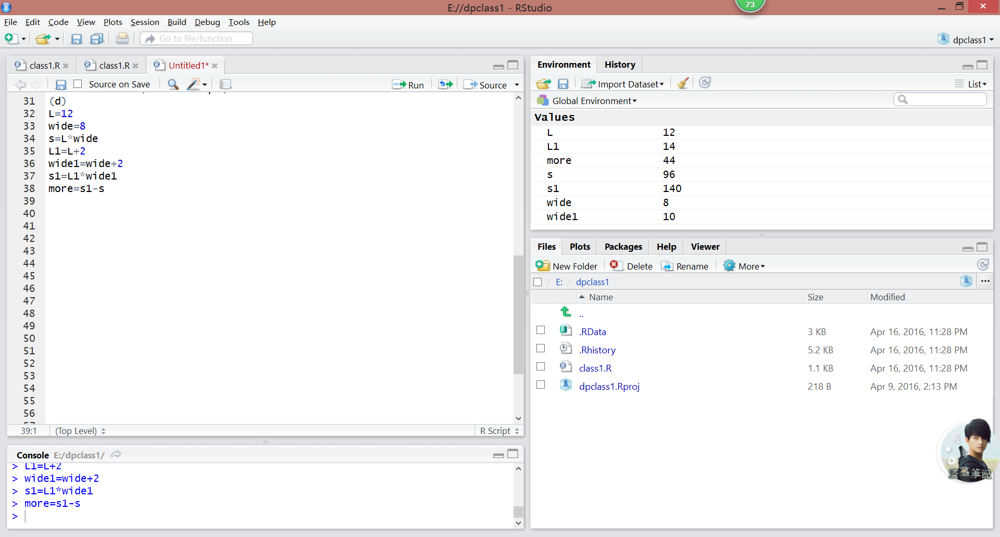 E://dpclass1 - RStudio
73
File Edit Code View Plots Session Build Debug Tools Help
Go to file/function
dpclass1
class1.R
class1.R
Untitled1*
Source on Save
Run
Source
31 (d)
32 L=12
33 wide=8
34 s=L*wide
35 L1=L+2
36 wide1=wide+2
37 s1=L1*wide1
38 more=s1-s
39
40
41
42
43
44
45
46
47
48
49
50
51
52
53
54
55
56
57
39:1 (Top Level) R Script
Console E:/dpclass1/
> L1=L+2
> wide1=wide+2
> s1=L1*wide1
> more=s1-s
>
Environment History
Import Dataset
List
Global Environment
Values
L 12
L1 14
more 44
s 96
s1 140
wide 8
wide1 10
Files Plots Packages Help Viewer
New Folder Delete Rename More
E: dpclass1
Name Size Modified
..
.RData 3 KB Apr 16, 2016, 11:28 PM
.Rhistory 5.2 KB Apr 16, 2016, 11:28 PM
class1.R 1.1 KB Apr 16, 2016, 11:28 PM
dpclass1.Rproj 218 B Apr 9, 2016, 2:13 PM
英
盗墓筆記